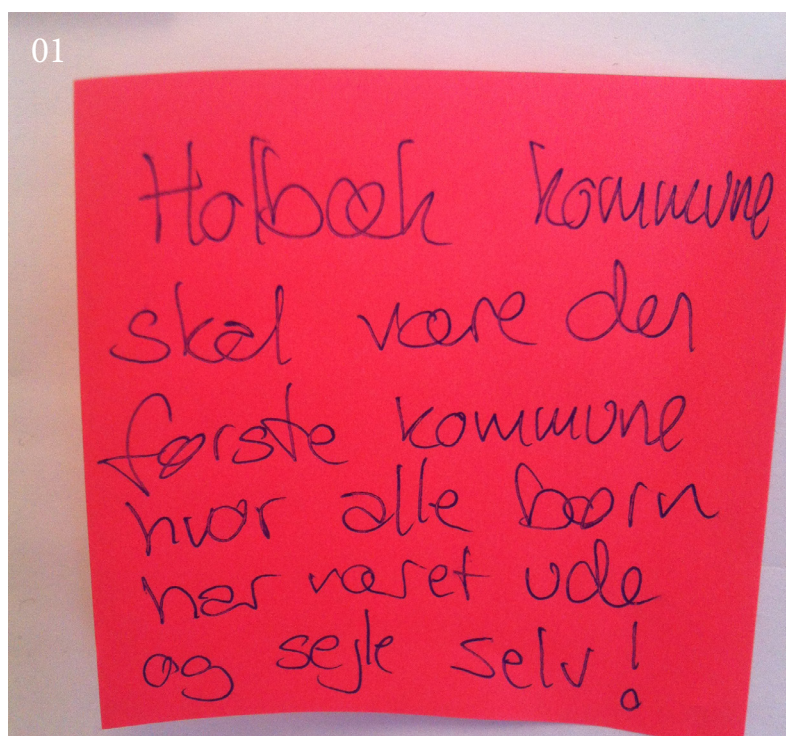 01
Holbæk kommune
skal være den
første kommune
hvor alle børn
har været ude
og sejle selv!